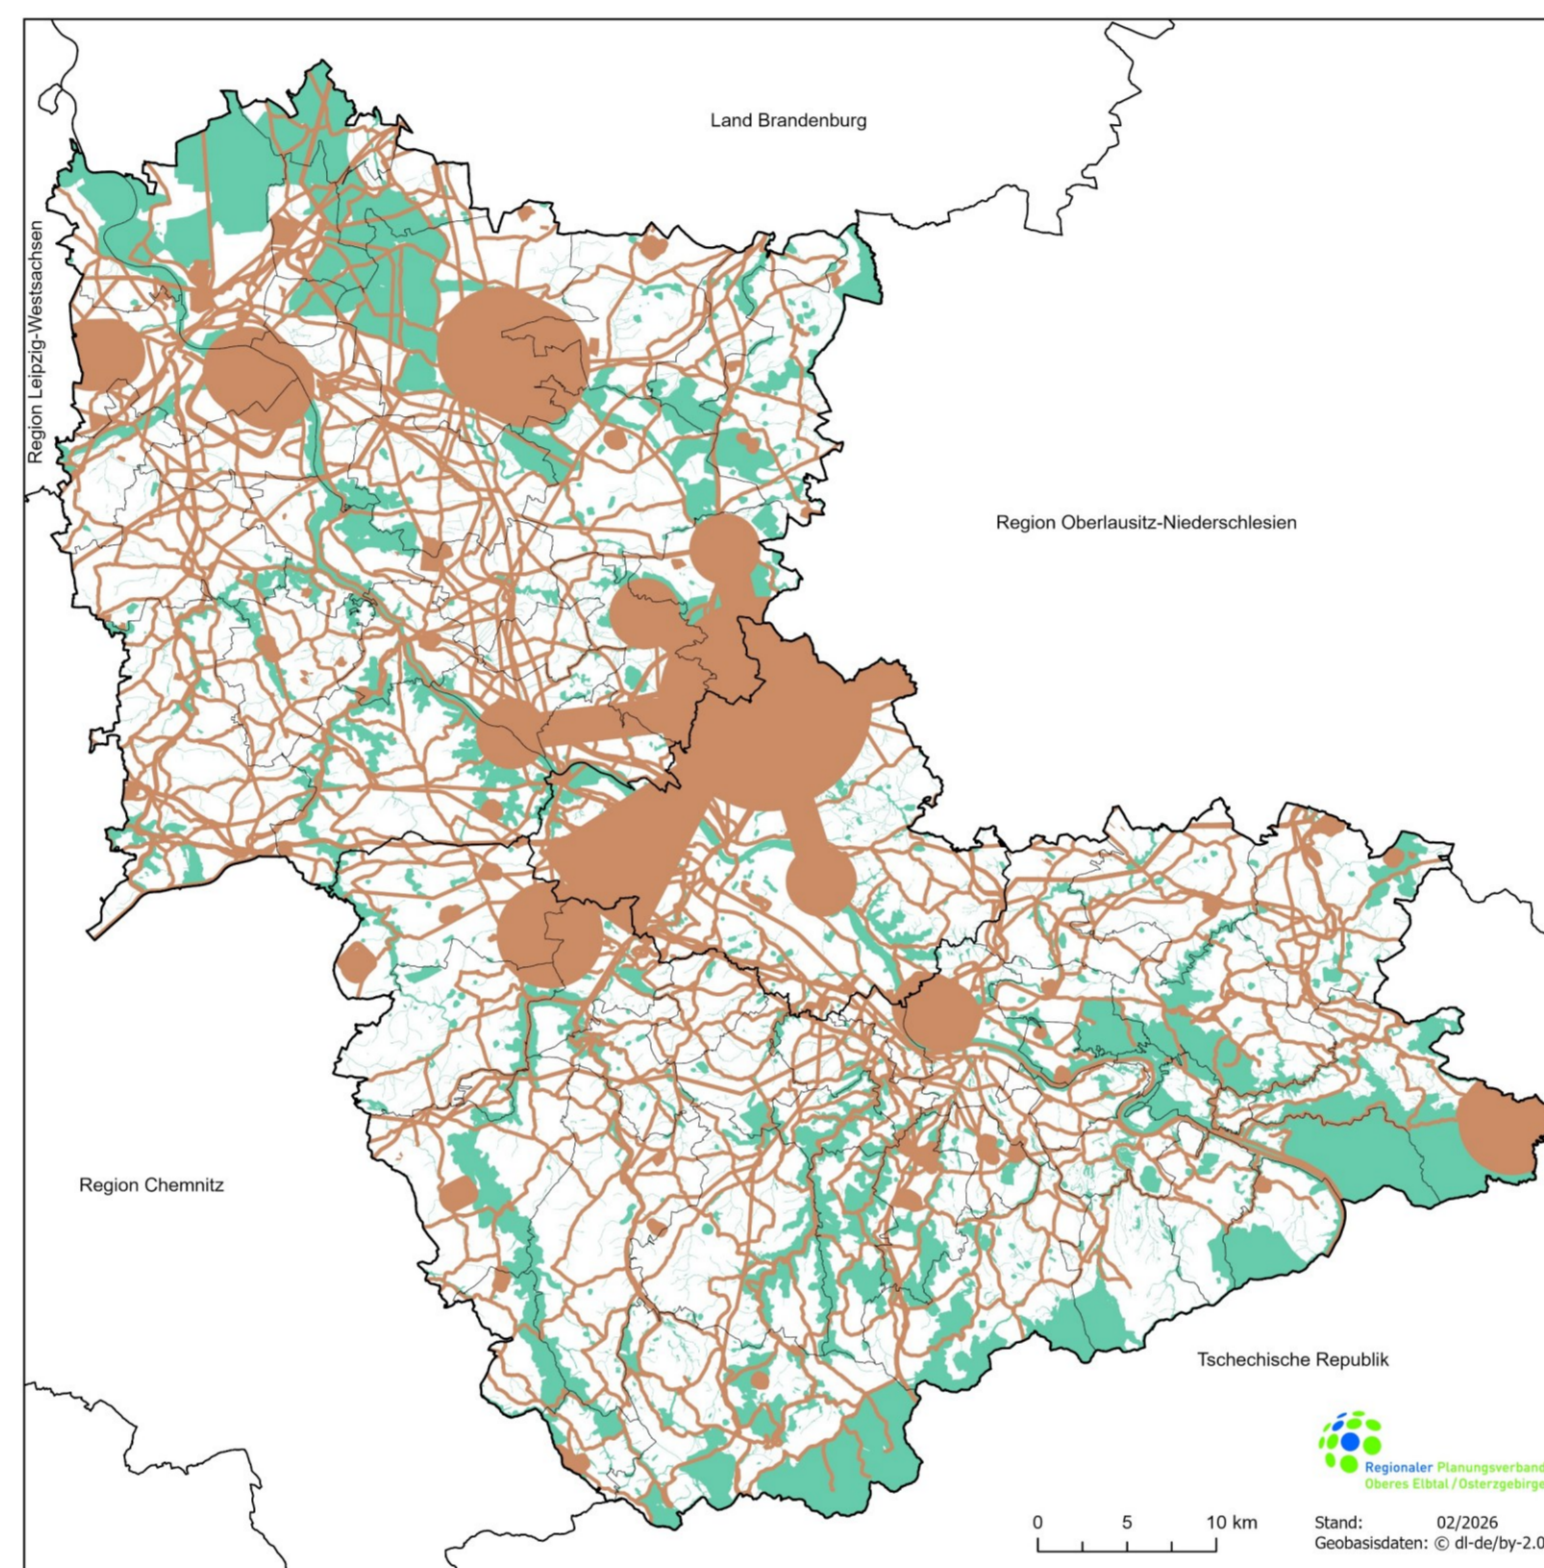 Land Brandenburg
Region Leipzig-Westsachsen
Region Oberlausitz-Niederschlesien
Region Chemnitz
Tschechische Republik
Regionaler Planungsverband
Oberes Elbtal / Osterzgebirge
0 5 10 km
Stand: 02/2026
Geobasisdaten: © dl-de/by-2.0